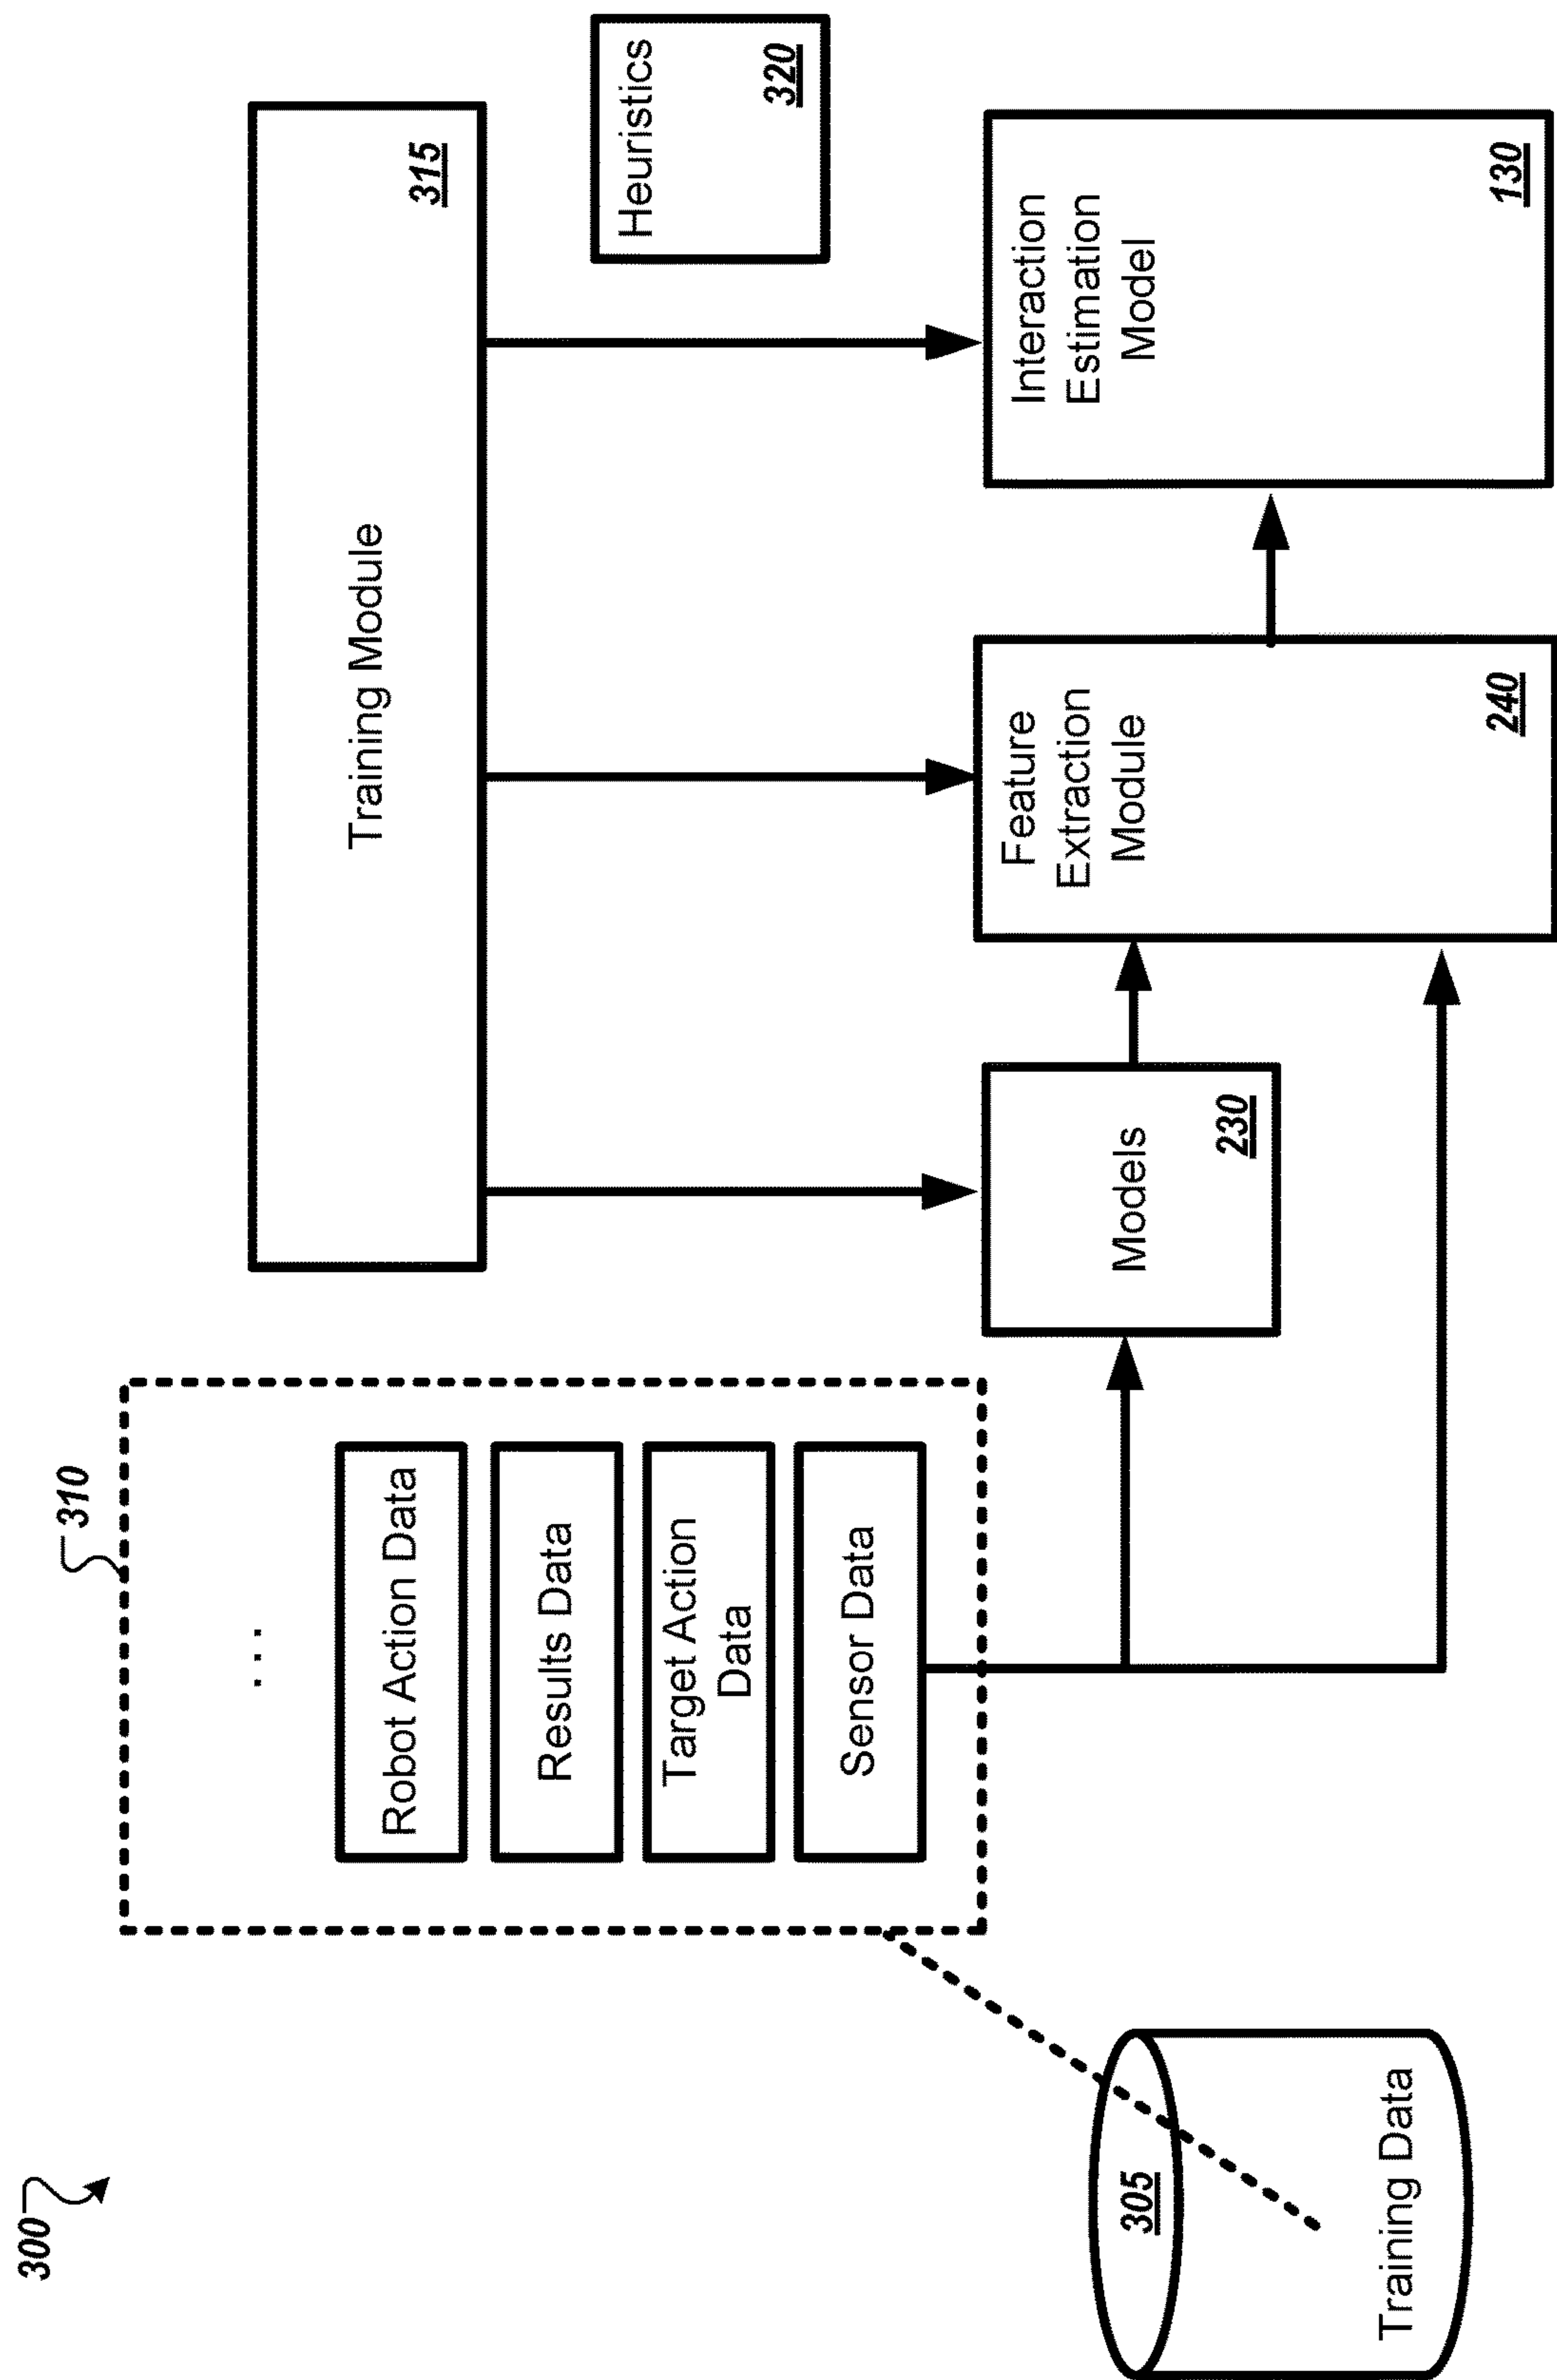 300
310
. . .
Robot Action Data
Results Data
Target Action
Data
Sensor Data
305
Training Data
Training Module
315
Heuristics
320
Models
230
Feature
Extraction
Module
240
Interaction
Estimation
Model
130